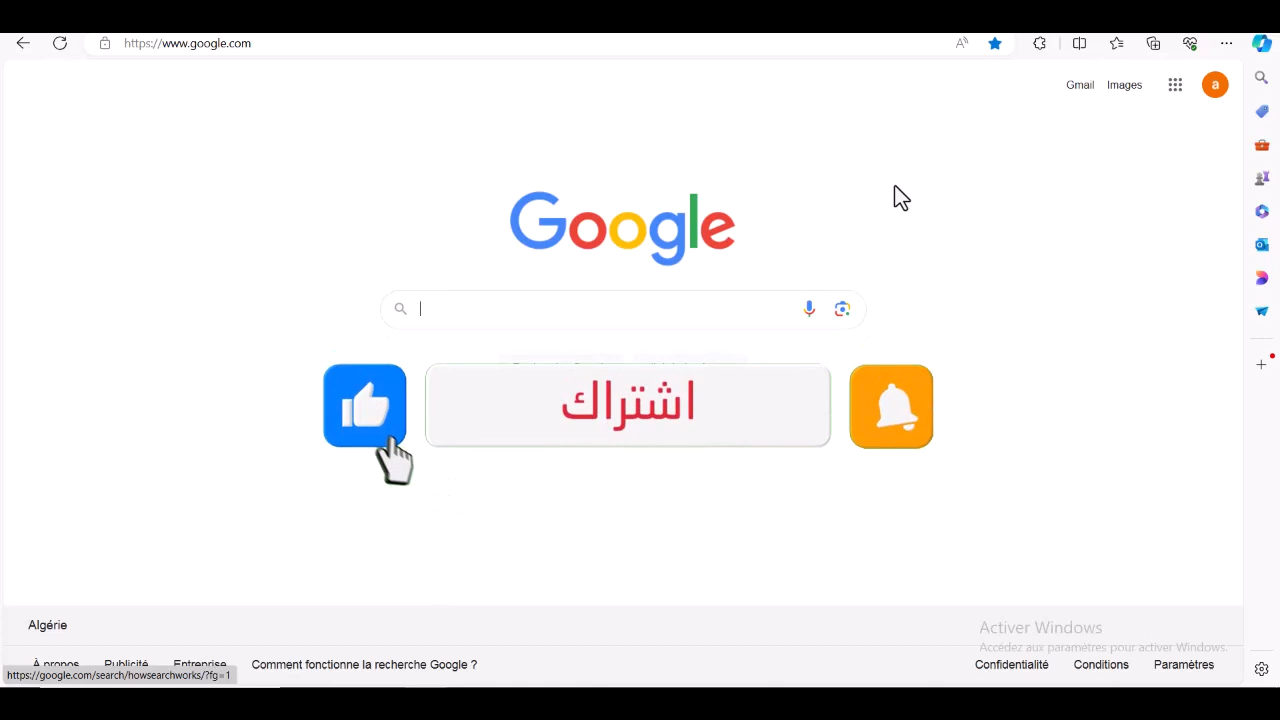 https://www.google.com
Gmail Images
a
Google
اشتراك
Algérie
Activer Windows
Accédez aux paramètres pour activer Windows.
À propos Publicité Entreprise Comment fonctionne la recherche Google ? Confidentialité Conditions Paramètres
https://google.com/search/howsearchworks/?fg=1